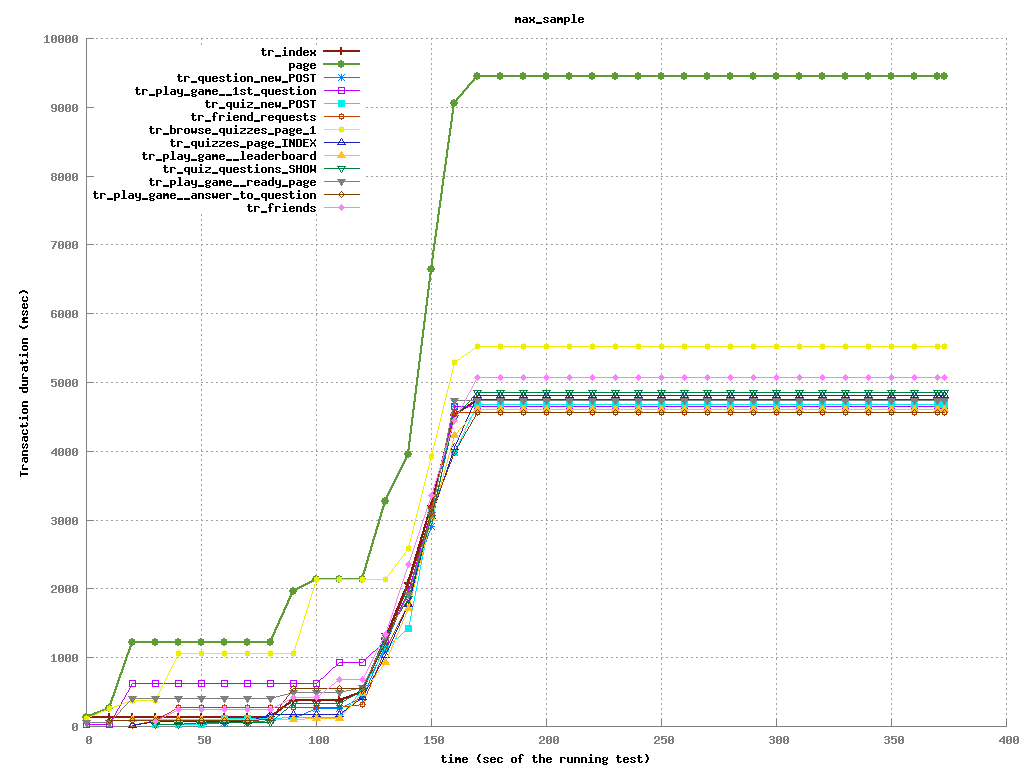 max_sample
10000
9000
8000
7000
6000
5000
4000
3000
2000
1000
0
Transaction duration (msec)
tr_index
page
tr_question_new_POST
tr_play_game__1st_question
tr_quiz_new_POST
tr_friend_requests
tr_browse_quizzes_page_1
tr_quizzes_page_INDEX
tr_play_game__leaderboard
tr_quiz_questions_SHOW
tr_play_game__ready_page
tr_play_game__answer_to_question
tr_friends
0 50 100 150 200 250 300 350 400
time (sec of the running test)